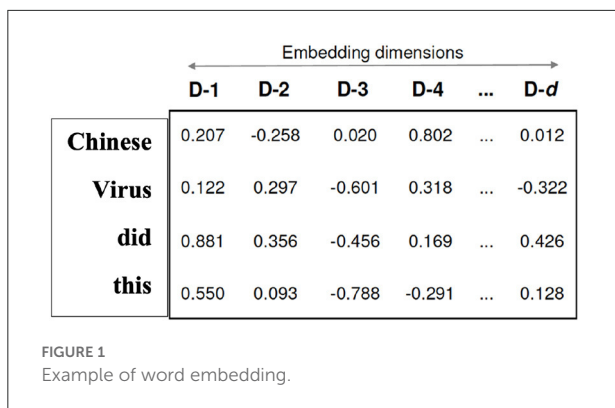 Embedding dimensions
D-1 D-2 D-3 D-4 ... D-d
Chinese 0.207 -0.258 0.020 0.802 ... 0.012
Virus 0.122 0.297 -0.601 0.318 ... -0.322
did 0.881 0.356 -0.456 0.169 ... 0.426
this 0.550 0.093 -0.788 -0.291 ... 0.128
FIGURE 1
Example of word embedding.